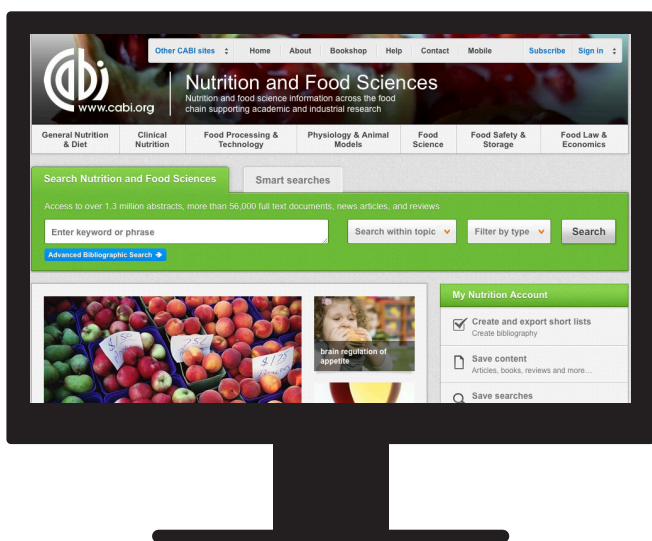 Other CABI sites Home About Bookshop Help Contact Mobile Subscribe Sign in
cabi
www.cabi.org
Nutrition and Food Sciences
Nutrition and food science information across the food
chain supporting academic and industrial research
General Nutrition
& Diet
Clinical
Nutrition
Food Processing &
Technology
Physiology & Animal
Models
Food
Science
Food Safety &
Storage
Food Law &
Economics
Search Nutrition and Food Sciences
Smart searches
Access to over 1.3 million abstracts, more than 56,000 full text documents, news articles, and reviews
Enter keyword or phrase
Search within topic
Filter by type
Search
Advanced Bibliographic Search
$1.50
$1.75
brain regulation of
appetite
My Nutrition Account
Create and export short lists
Create bibliography
Save content
Articles, books, reviews and more...
Save searches